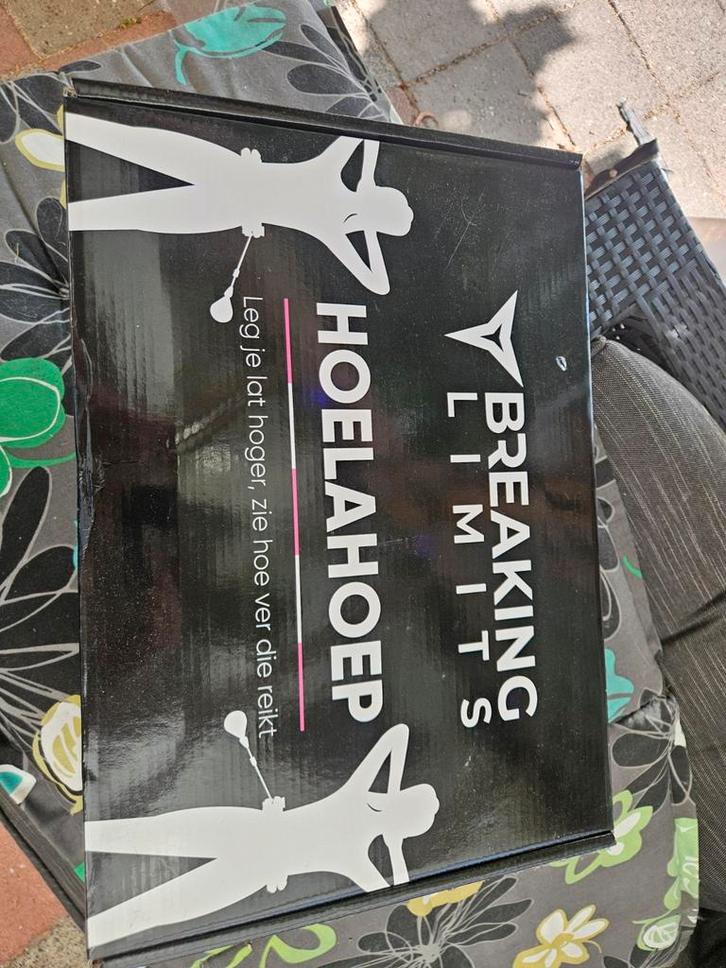 BREAKING
LIMITS
HOELAHOEP
Leg je lat hoger, zie hoe ver die reikt